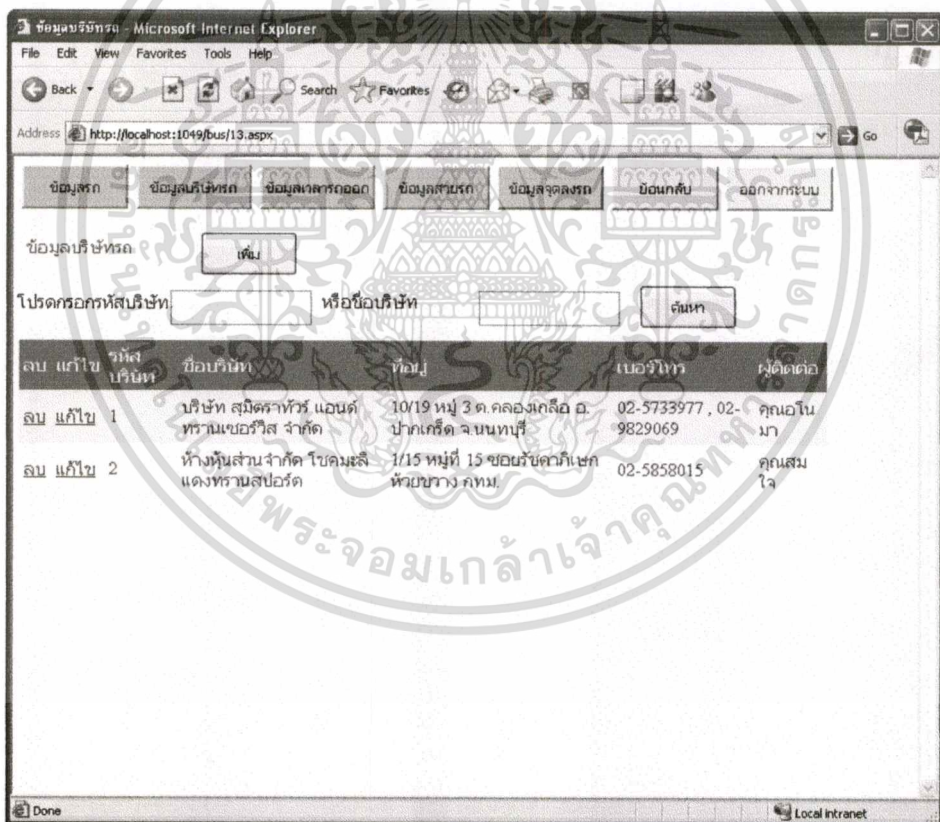 ข้อมูลบริษัทรถ - Microsoft Internet Explorer
File Edit View Favorites Tools Help
Back Search Favorites
Address http://localhost:1049/bus/13.aspx Go
ข้อมูลรถ ข้อมูลบริษัทรถ ข้อมูลเวลารถออก ข้อมูลสายรถ ข้อมูลจุดลงรถ ย้อนกลับ ออกจากระบบ
ข้อมูลบริษัทรถ เพิ่ม
โปรดกรอกรหัสบริษัท หรือชื่อบริษัท ค้นหา
ลบ แก้ไข รหัสบริษัท ชื่อบริษัท ที่อยู่ เบอร์โทร ผู้ติดต่อ
ลบ แก้ไข 1 บริษัท สุมิตราทัวร์ แอนด์ 10/19 หมู่ 3 ต.คลองเกลือ อ. 02-5733977 , 02- คุณอโน
ทรานเซอร์วิส จำกัด ปากเกร็ด จ.นนทบุรี 9829069 มา
ลบ แก้ไข 2 ห้างหุ้นส่วนจำกัด โชคมะลิ 1/15 หมู่ที่ 15 ซอยรัชดาภิเษก 02-5858015 คุณสม
แดงทรานสปอร์ต ห้วยขวาง กทม. ใจ
Done Local intranet